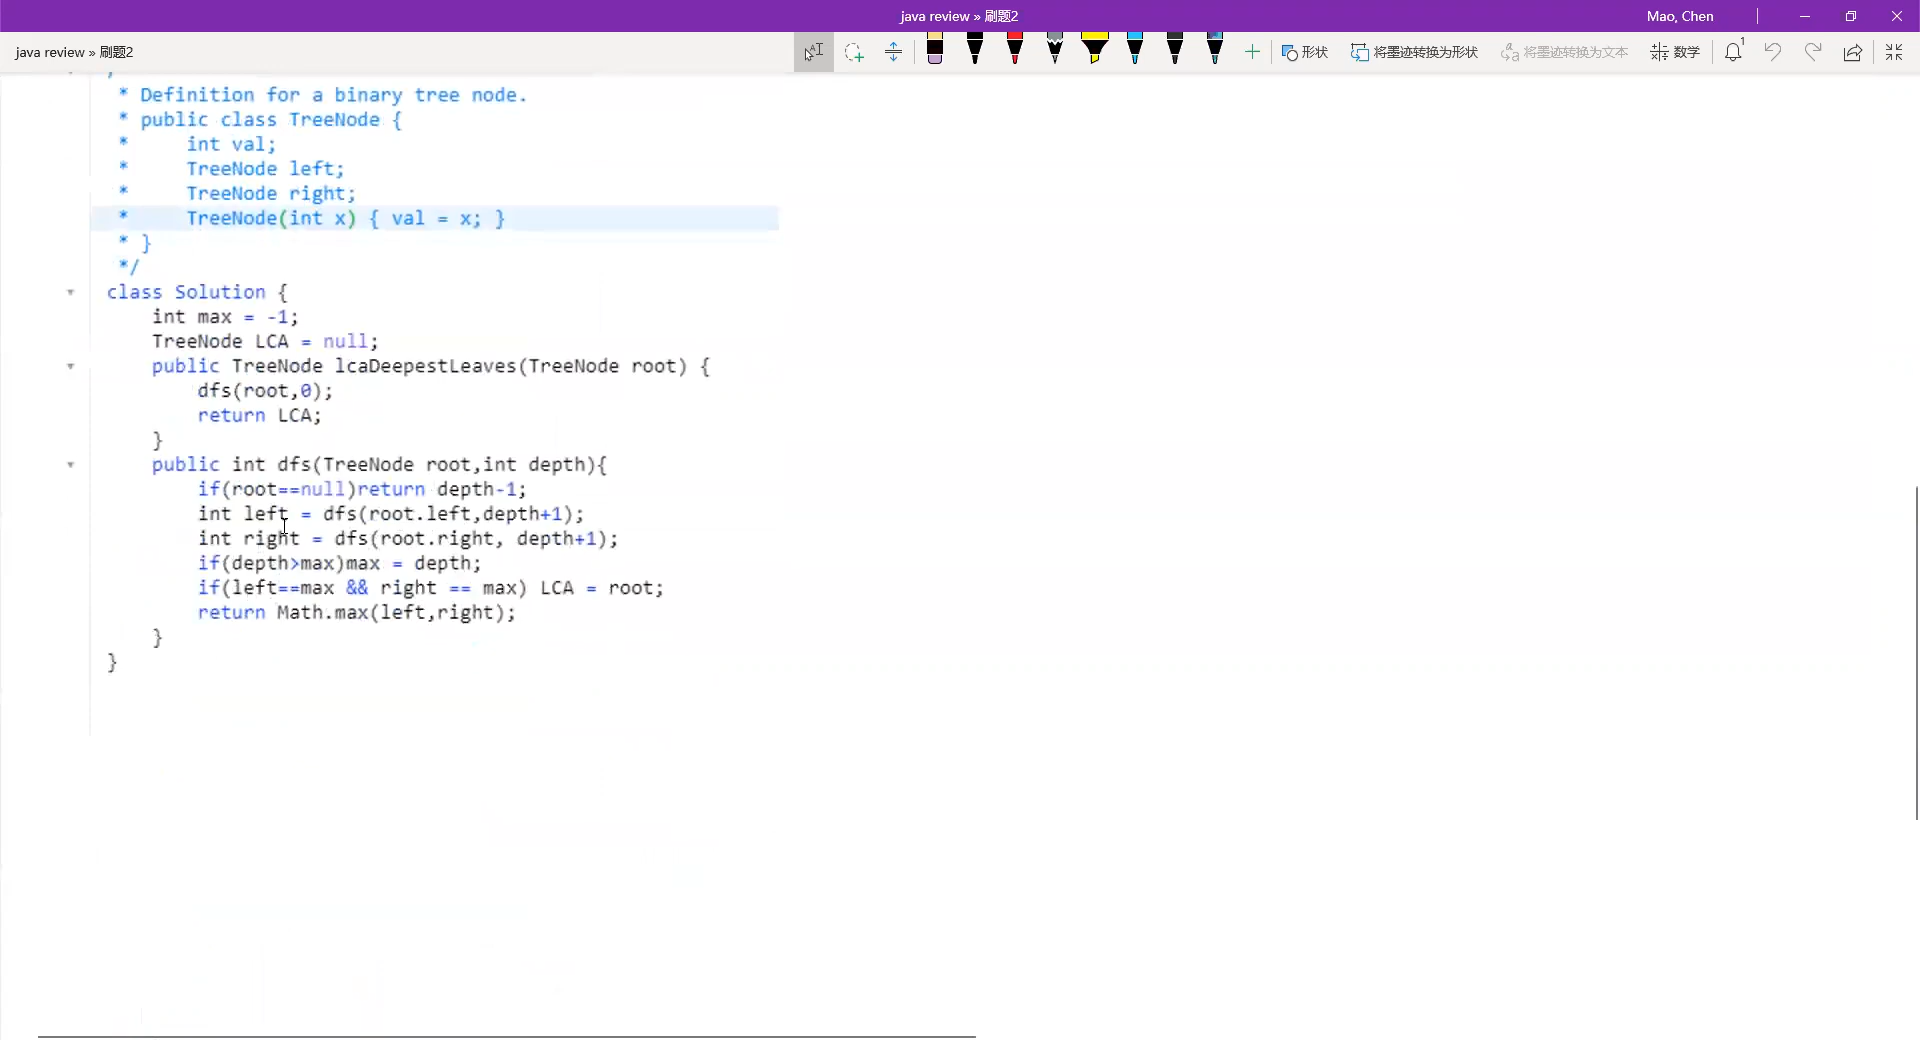 java review » 刷题2
Mao, Chen
java review » 刷题2
形状
将墨迹转换为形状
将墨迹转换为文本
数学
1
* Definition for a binary tree node.
* public class TreeNode {
*     int val;
*     TreeNode left;
*     TreeNode right;
*     TreeNode(int x) { val = x; }
* }
*/
class Solution {
    int max = -1;
    TreeNode LCA = null;
    public TreeNode lcaDeepestLeaves(TreeNode root) {
        dfs(root,0);
        return LCA;
    }
    public int dfs(TreeNode root,int depth){
        if(root==null)return depth-1;
        int left = dfs(root.left,depth+1);
        int right = dfs(root.right, depth+1);
        if(depth>max)max = depth;
        if(left==max && right == max) LCA = root;
        return Math.max(left,right);
    }
}